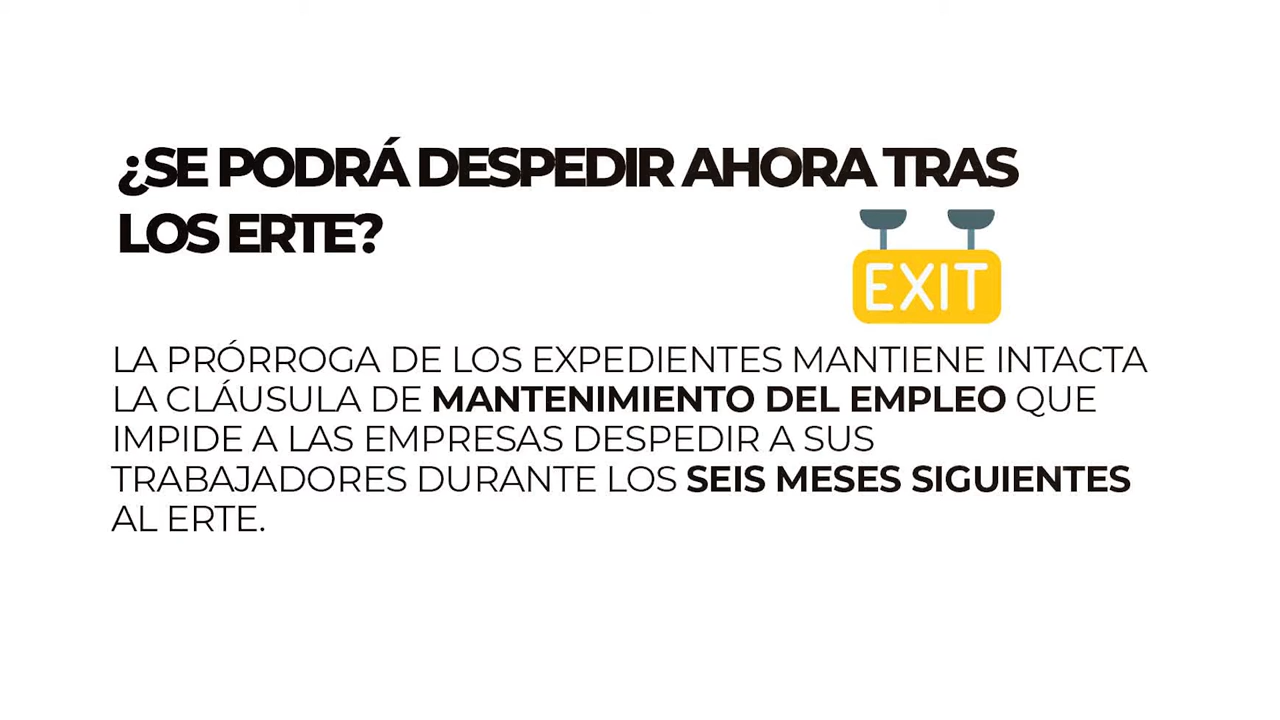 ¿SE PODRÁ DESPEDIR AHORA TRAS
LOS ERTE?
EXIT
LA PRÓRROGA DE LOS EXPEDIENTES MANTIENE INTACTA
LA CLÁUSULA DE MANTENIMIENTO DEL EMPLEO QUE
IMPIDE A LAS EMPRESAS DESPEDIR A SUS
TRABAJADORES DURANTE LOS SEIS MESES SIGUIENTES
AL ERTE.